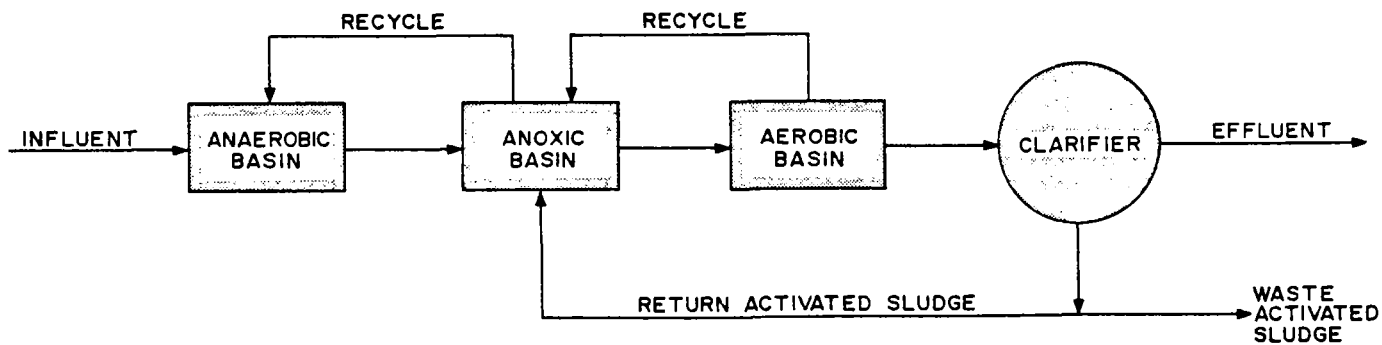 RECYCLE
RECYCLE
INFLUENT
ANAEROBIC
BASIN
ANOXIC
BASIN
AEROBIC
BASIN
CLARIFIER
EFFLUENT
RETURN ACTIVATED SLUDGE
WASTE
ACTIVATED
SLUDGE